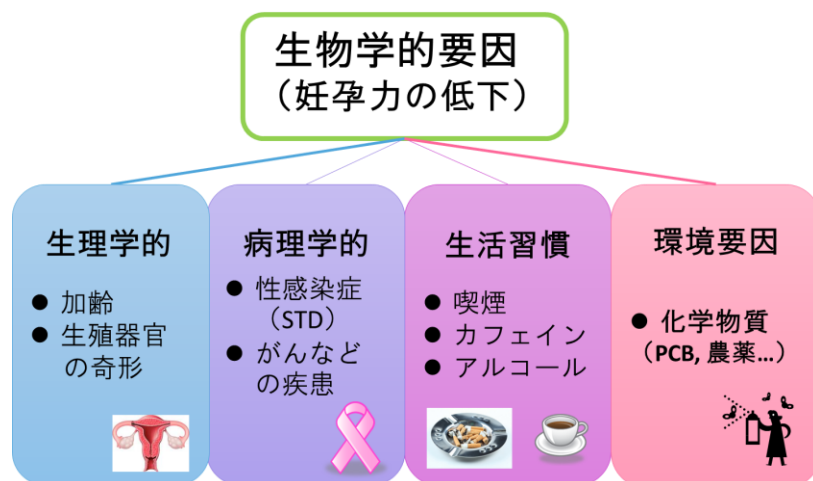 生物学的要因
（妊孕力の低下）
生理学的
● 加齢
● 生殖器官
の奇形
病理学的
● 性感染症
（STD）
● がんなど
の疾患
生活習慣
● 喫煙
● カフェイン
● アルコール
環境要因
● 化学物質
（PCB, 農薬...）